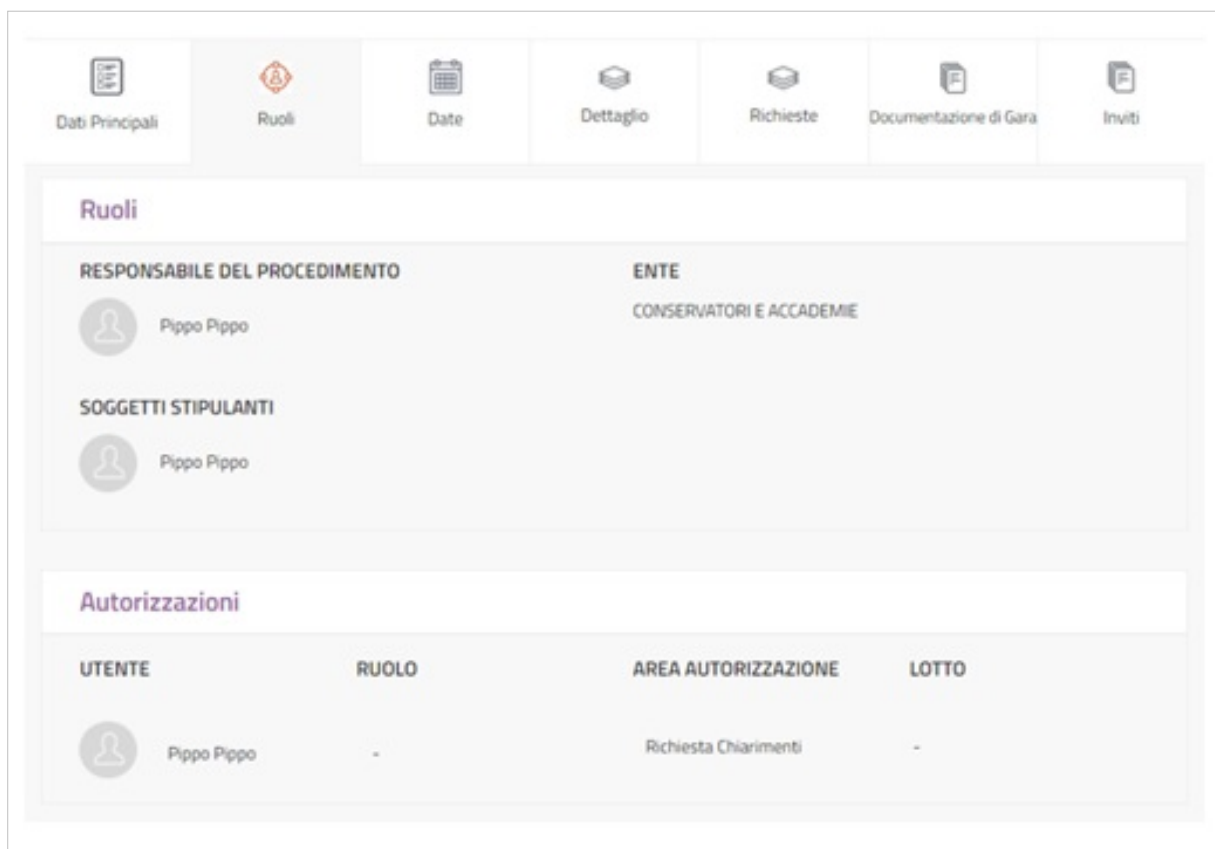 Dati Principali
Ruoli
Date
Dettaglio
Richieste
Documentazione di Gara
Inviti
Ruoli
RESPONSABILE DEL PROCEDIMENTO
ENTE
Pippo Pippo
CONSERVATORI E ACCADEMIE
SOGGETTI STIPULANTI
Pippo Pippo
Autorizzazioni
UTENTE RUOLO AREA AUTORIZZAZIONE LOTTO
Pippo Pippo - Richiesta Chiarimenti -